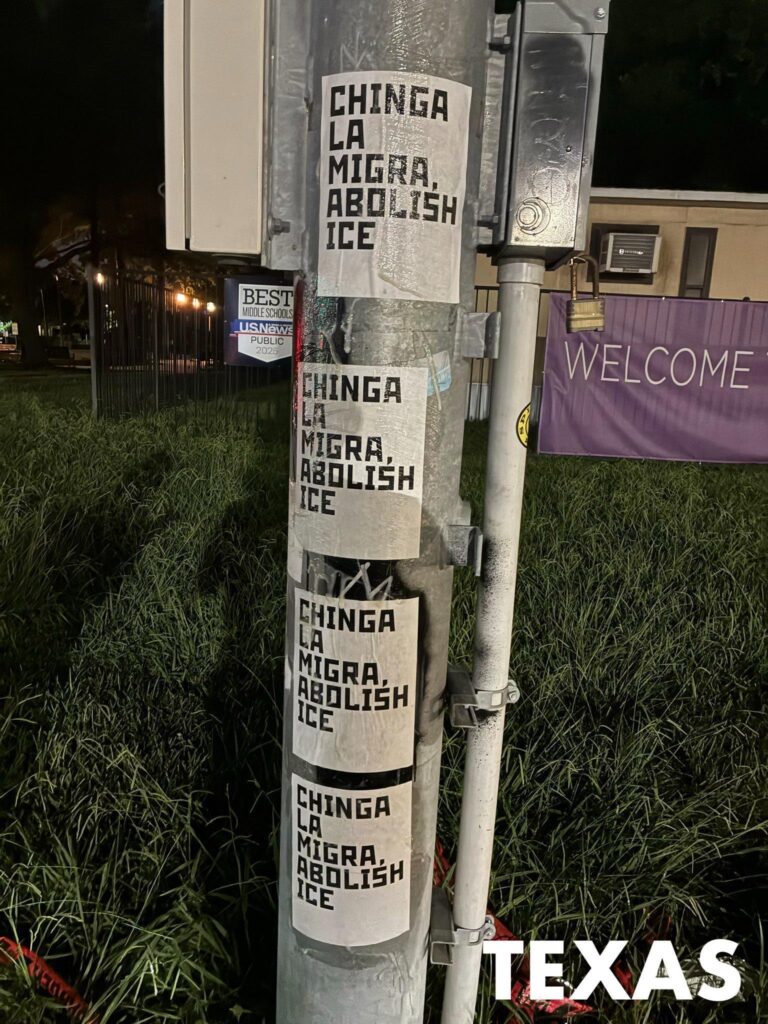 CHINGA
LA
MIGRA,
ABOLISH
ICE
BEST
MIDDLE SCHOOLS
U.S. News
PUBLIC
2025
WELCOME
CHINGA
LA
MIGRA,
ABOLISH
ICE
CHINGA
LA
MIGRA,
ABOLISH
ICE
CHINGA
LA
MIGRA,
ABOLISH
ICE
TEXAS